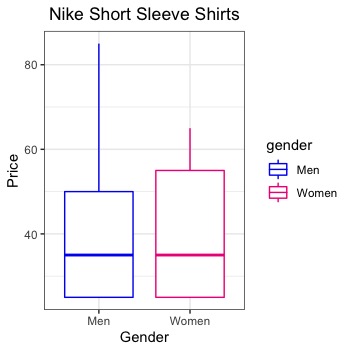 Nike Short Sleeve Shirts
80
60
40
Price
Men
Women
Gender
gender
Men
Women